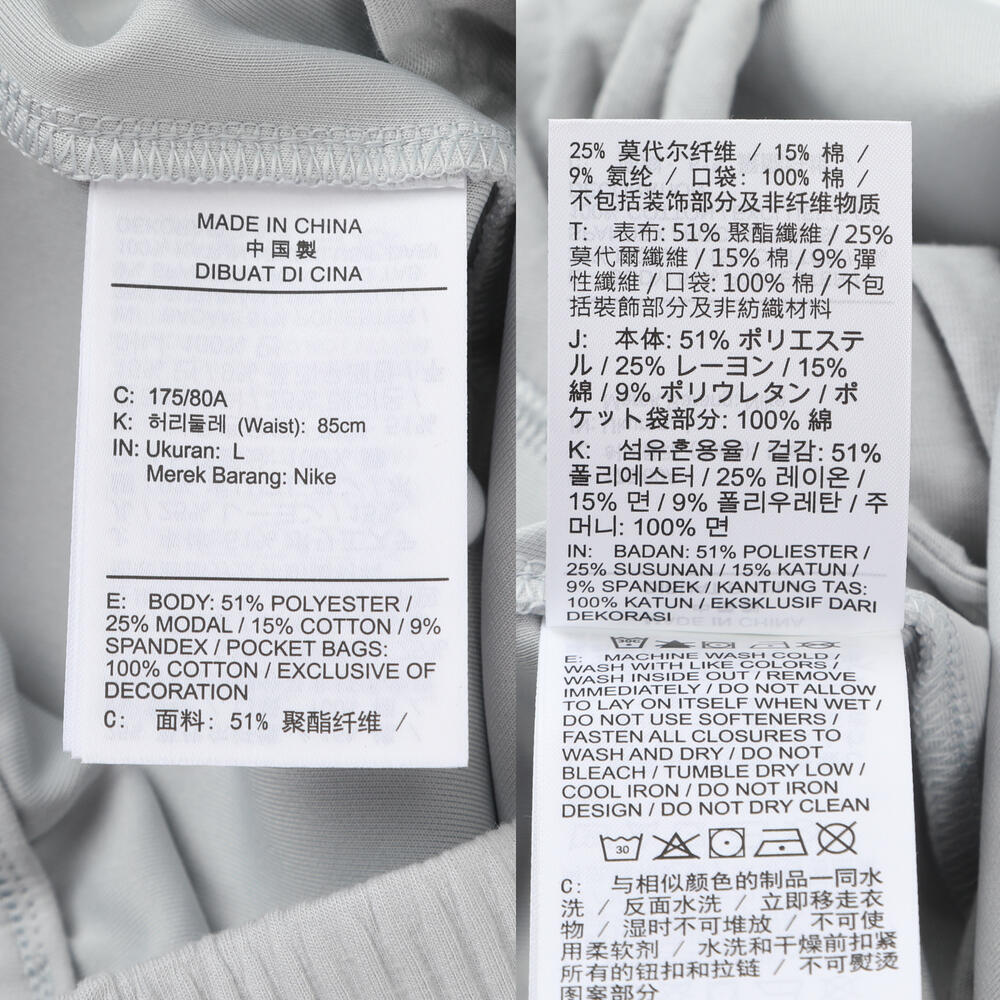 MADE IN CHINA
中国製
DIBUAT DI CINA
C: 175/80A
K: 허리둘레 (Waist): 85cm
IN: Ukuran: L
Merek Barang: Nike
E: BODY: 51% POLYESTER /
25% MODAL / 15% COTTON / 9%
SPANDEX / POCKET BAGS:
100% COTTON / EXCLUSIVE OF
DECORATION
C: 面料: 51% 聚酯纤维 /
25% 莫代尔纤维 / 15% 棉 /
9% 氨纶 / 口袋: 100% 棉 /
不包括装饰部分及非纤维物质
T: 表布: 51% 聚酯纖維 / 25%
莫代爾纖維 / 15% 棉 / 9% 彈
性纖維 / 口袋: 100% 棉 / 不包
括裝飾部分及非紡織材料
J: 本体: 51% ポリエステ
ル / 25% レーヨン / 15%
綿 / 9% ポリウレタン / ポ
ケット袋部分: 100% 綿
K: 섬유혼용율 / 겉감: 51%
폴리에스터 / 25% 레이온 /
15% 면 / 9% 폴리우레탄 / 주
머니: 100% 면
IN: BADAN: 51% POLIESTER /
25% SUSUNAN / 15% KATUN /
9% SPANDEK / KANTUNG TAS:
100% KATUN / EKSKLUSIF DARI
DEKORASI
E: MACHINE WASH COLD /
WASH WITH LIKE COLORS /
WASH INSIDE OUT / REMOVE
IMMEDIATELY / DO NOT ALLOW
TO LAY ON ITSELF WHEN WET /
DO NOT USE SOFTENERS /
FASTEN ALL CLOSURES TO
WASH AND DRY / DO NOT
BLEACH / TUMBLE DRY LOW /
COOL IRON / DO NOT IRON
DESIGN / DO NOT DRY CLEAN
30
C: 与相似颜色的制品一同水
洗 / 反面水洗 / 立即移走衣
物 / 湿时不可堆放 / 不可使
用柔软剂 / 水洗和干燥前扣紧
所有的钮扣和拉链 / 不可熨烫
图案部分